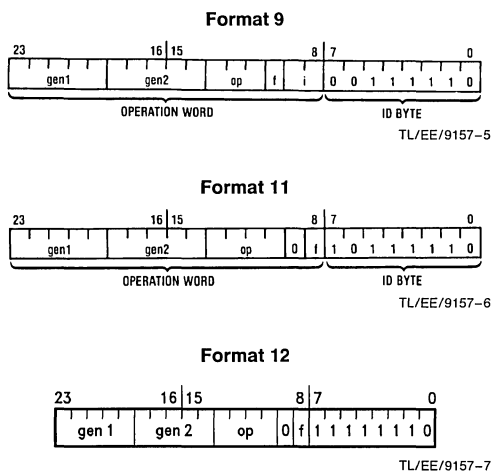 Format 9
23 16 15 8 7 0
gen1 gen2 op f i 0 0 1 1 1 1 1 0
OPERATION WORD ID BYTE
TL/EE/9157-5
Format 11
23 16 15 8 7 0
gen1 gen2 op 0 f 1 0 1 1 1 1 1 0
OPERATION WORD ID BYTE
TL/EE/9157-6
Format 12
23 16 15 8 7 0
gen 1 gen 2 op 0 f 1 1 1 1 1 1 1 0
TL/EE/9157-7